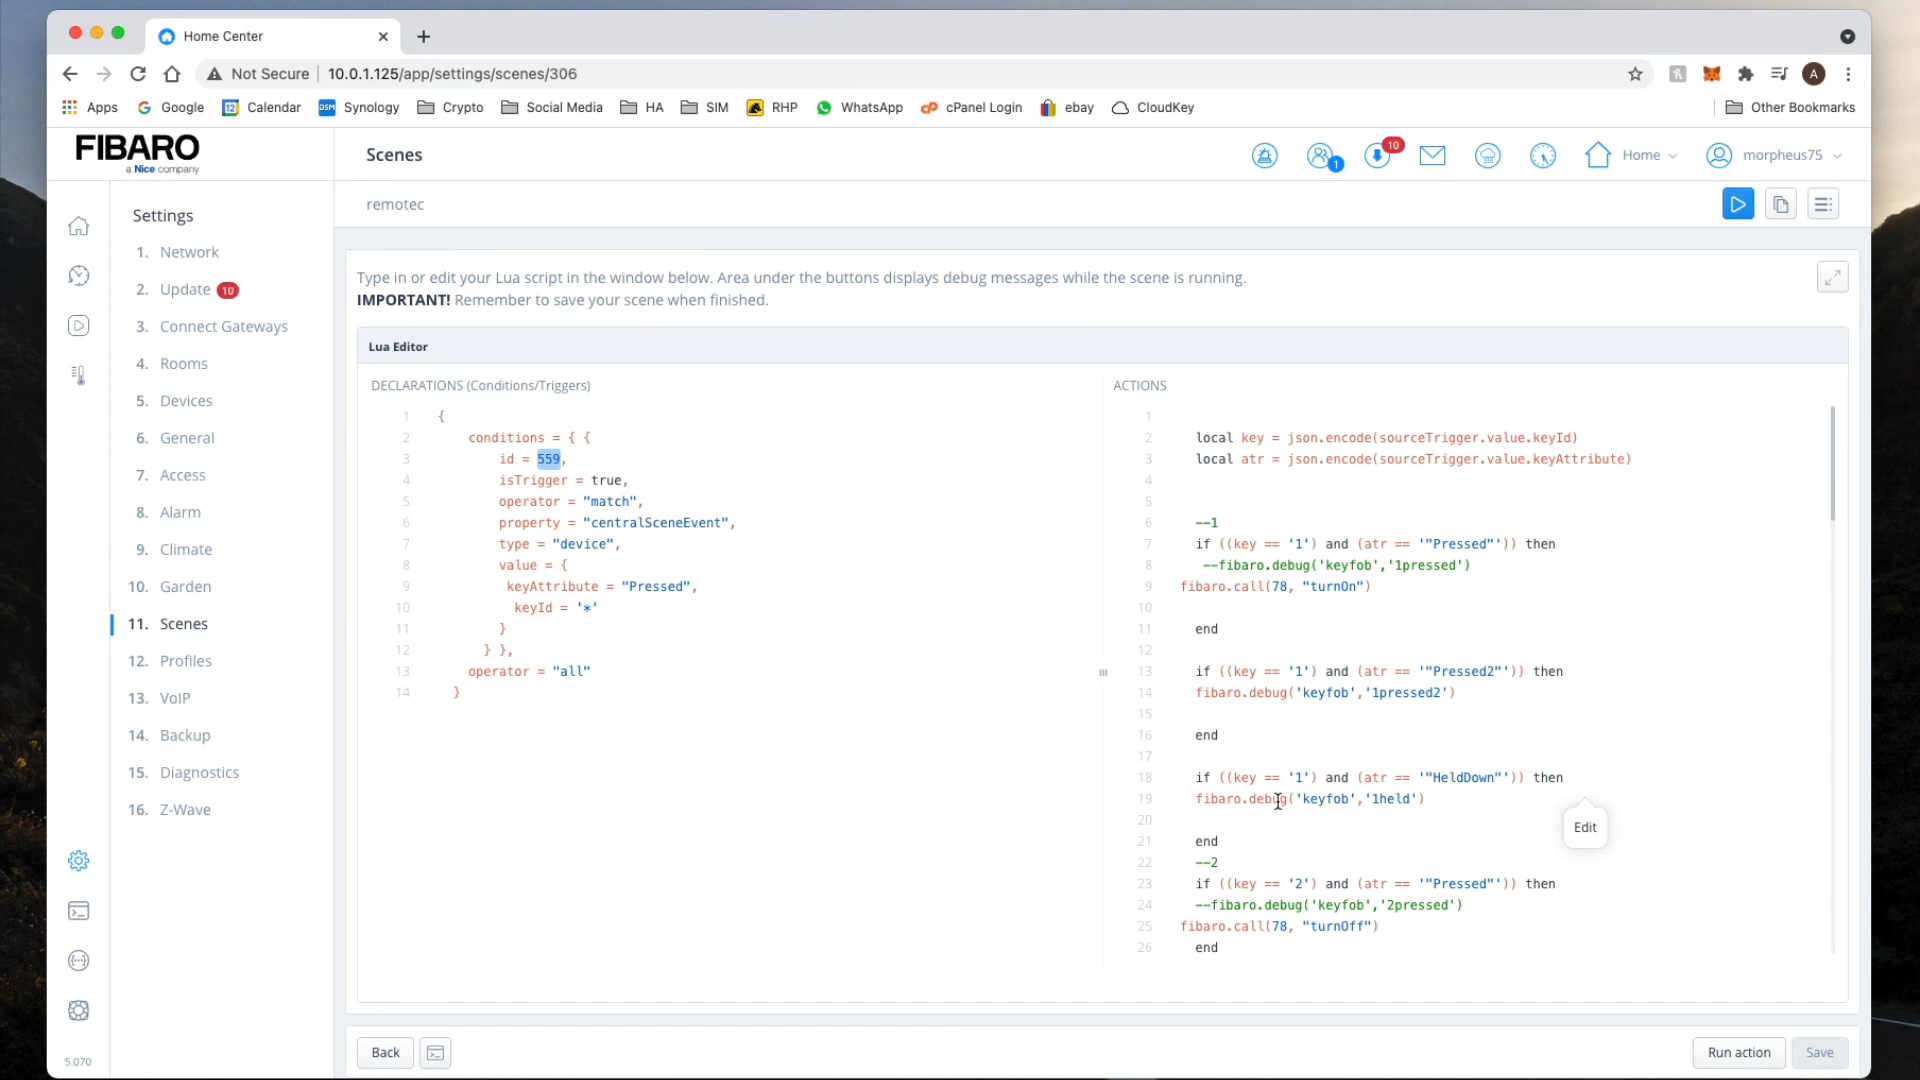 Home Center
Not Secure
10.0.1.125/app/settings/scenes/306
A
Apps
Google
12
Calendar
DSM
Synology
Crypto
Social Media
HA
SIM
RHP
WhatsApp
cP
cPanel Login
ebay
CloudKey
Other Bookmarks
FIBARO
a Nice company
Scenes
1
10
Home
morpheus75
remotec
Settings
1. Network
2. Update 10
3. Connect Gateways
4. Rooms
5. Devices
6. General
7. Access
8. Alarm
9. Climate
10. Garden
11. Scenes
12. Profiles
13. VoIP
14. Backup
15. Diagnostics
16. Z-Wave
5.070
Type in or edit your Lua script in the window below. Area under the buttons displays debug messages while the scene is running.
IMPORTANT! Remember to save your scene when finished.
Lua Editor
DECLARATIONS (Conditions/Triggers)
1 {
2 conditions = { {
3 id = 559,
4 isTrigger = true,
5 operator = "match",
6 property = "centralSceneEvent",
7 type = "device",
8 value = {
9 keyAttribute = "Pressed",
10 keyId = '*'
11 }
12 } },
13 operator = "all"
14 }
ACTIONS
1
2 local key = json.encode(sourceTrigger.value.keyId)
3 local atr = json.encode(sourceTrigger.value.keyAttribute)
4
5
6 --1
7 if ((key == '1') and (atr == '"Pressed"')) then
8 --fibaro.debug('keyfob','1pressed')
9 fibaro.call(78, "turnOn")
10
11 end
12
13 if ((key == '1') and (atr == '"Pressed2"')) then
14 fibaro.debug('keyfob','1pressed2')
15
16 end
17
18 if ((key == '1') and (atr == '"HeldDown"')) then
19 fibaro.debug('keyfob','1held')
20
21 end
22 --2
23 if ((key == '2') and (atr == '"Pressed"')) then
24 --fibaro.debug('keyfob','2pressed')
25 fibaro.call(78, "turnOff")
26 end
Edit
Back
Run action
Save